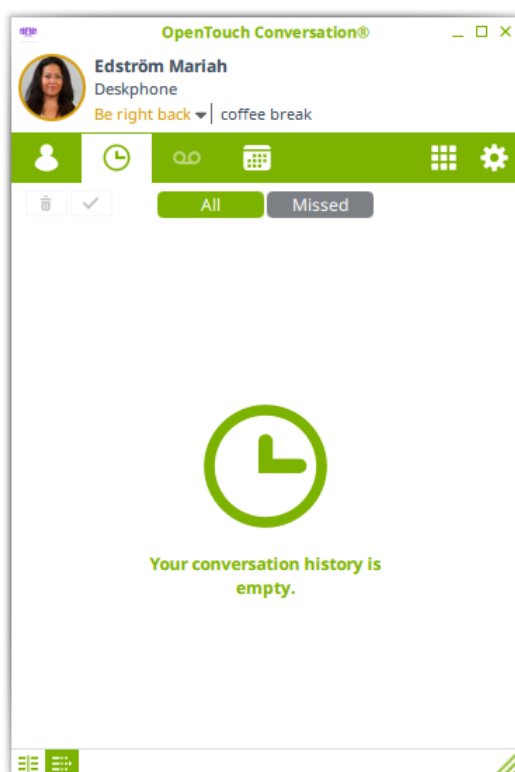 OpenTouch Conversation®
Edström Mariah
Deskphone
Be right back coffee break
All Missed
Your conversation history is
empty.